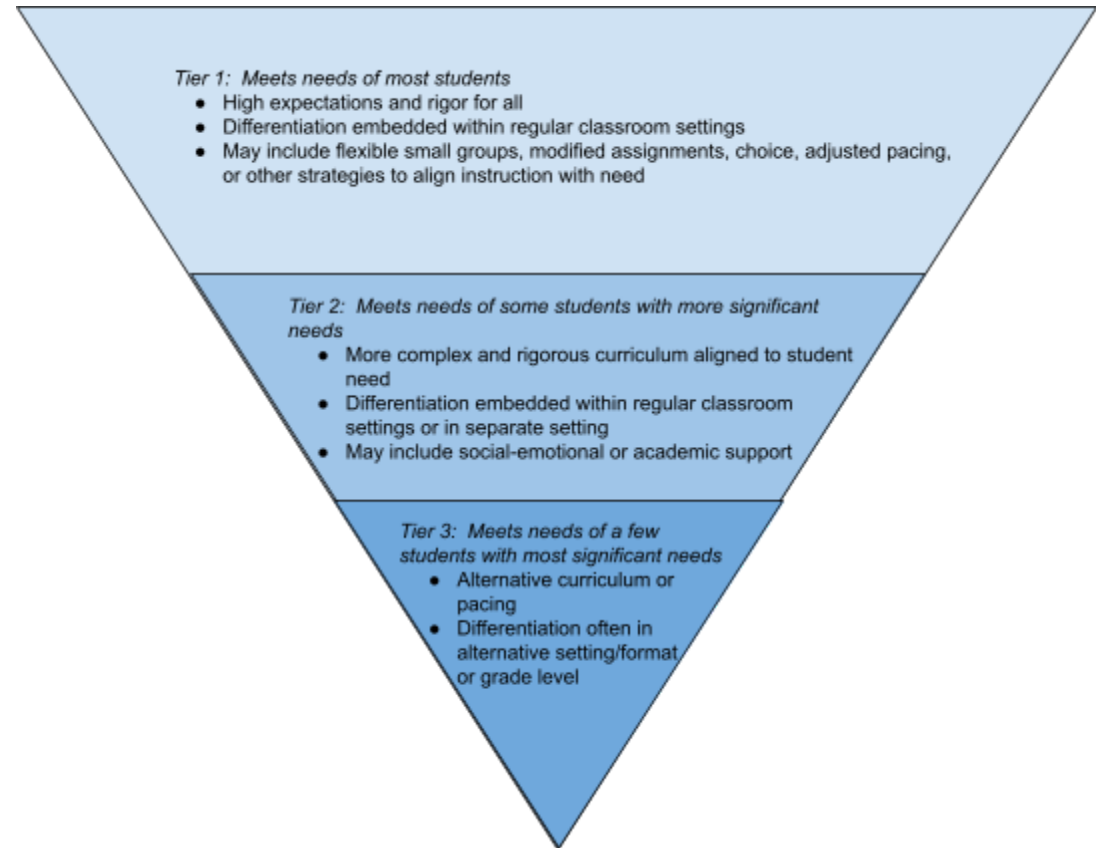 Tier 1:  Meets needs of most students
● High expectations and rigor for all
● Differentiation embedded within regular classroom settings
● May include flexible small groups, modified assignments, choice, adjusted pacing,
or other strategies to align instruction with need
Tier 2:  Meets needs of some students with more significant
needs
● More complex and rigorous curriculum aligned to student
need
● Differentiation embedded within regular classroom
settings or in separate setting
● May include social-emotional or academic support
Tier 3:  Meets needs of a few
students with most significant needs
● Alternative curriculum or
pacing
● Differentiation often in
alternative setting/format
or grade level